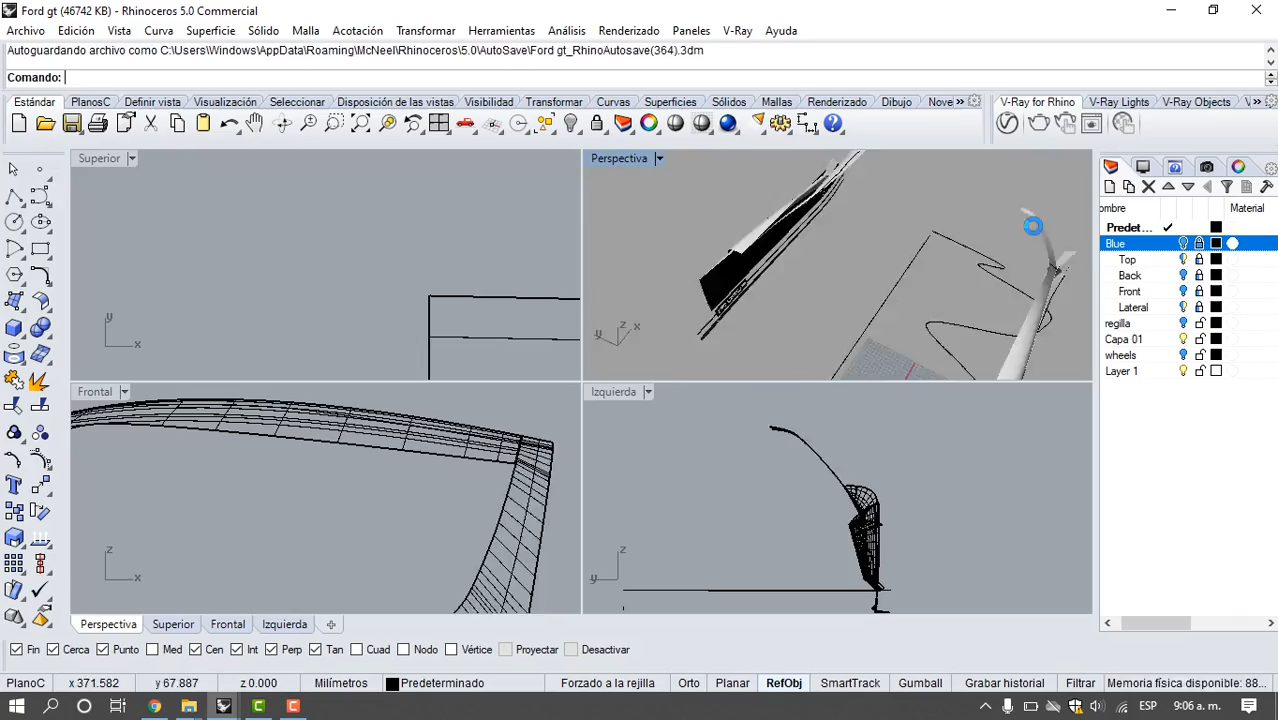 Ford gt (46742 KB) - Rhinoceros 5.0 Commercial
Archivo Edición Vista Curva Superficie Sólido Malla Acotación Transformar Herramientas Análisis Renderizado Paneles V-Ray Ayuda
Autoguardando archivo como C:\Users\Windows\AppData\Roaming\McNeel\Rhinoceros\5.0\AutoSave\Ford gt_RhinoAutosave(364).3dm
Comando:
Estándar PlanosC Definir vista Visualización Seleccionar Disposición de las vistas Visibilidad Transformar Curvas Superficies Sólidos Mallas Renderizado Dibujo Nove » V-Ray for Rhino V-Ray Lights V-Ray Objects V »
Superior
Perspectiva
ombre Material
Predet...
Blue
Top
Back
Front
Lateral
regilla
Capa 01
wheels
Layer 1
y x
y z x
Frontal
Izquierda
z x
z y
Perspectiva Superior Frontal Izquierda
Fin Cerca Punto Med Cen Int Perp Tan Cuad Nodo Vértice Proyectar Desactivar
PlanoC x 371.582 y 67.887 z 0.000 Milímetros Predeterminado Forzado a la rejilla Orto Planar RefObj SmartTrack Gumball Grabar historial Filtrar Memoria física disponible: 88...
ESP 9:06 a. m.